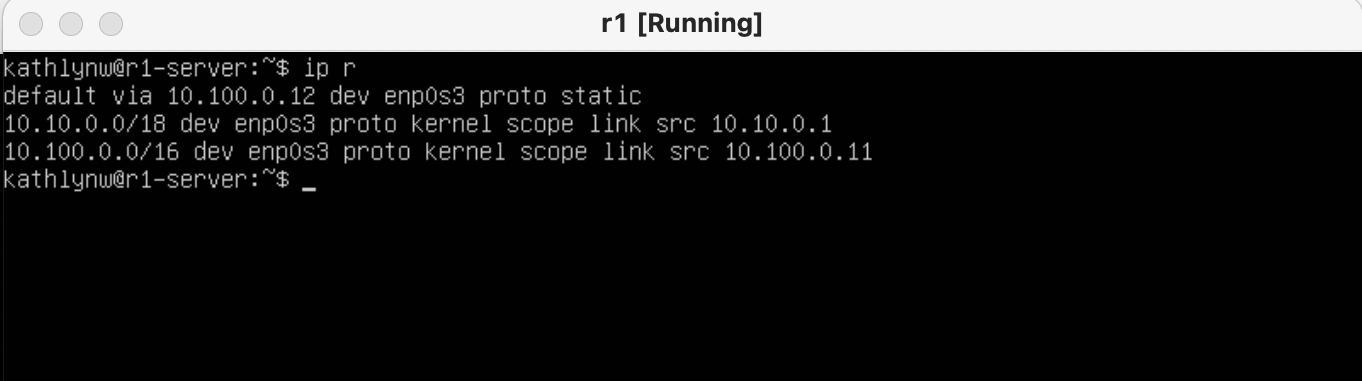 r1 [Running]
kathlynw@r1-server:~$ ip r
default via 10.100.0.12 dev enp0s3 proto static
10.10.0.0/18 dev enp0s3 proto kernel scope link src 10.10.0.1
10.100.0.0/16 dev enp0s3 proto kernel scope link src 10.100.0.11
kathlynw@r1-server:~$ _